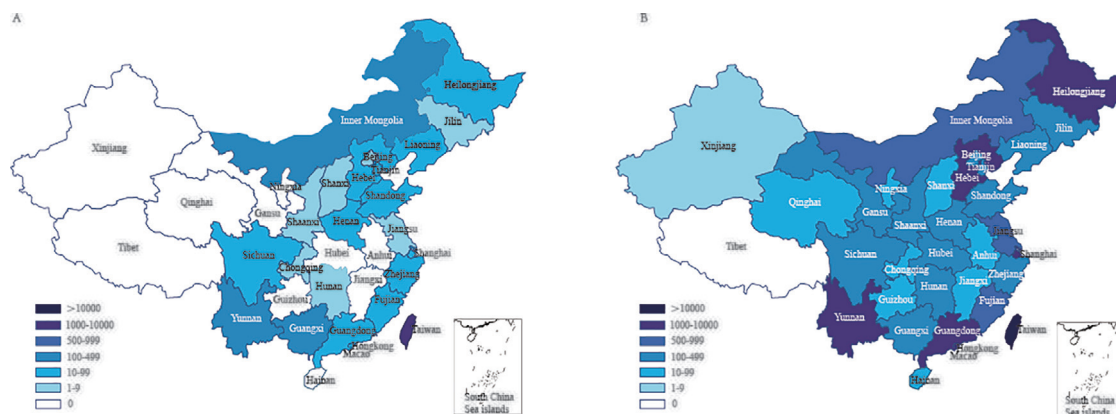 A
Heilongjiang
Jilin
Inner Mongolia
Liaoning
Xinjiang
Beijing
Tianjin
Ningxia
Shanxi
Hebei
Shandong
Qinghai
Gansu
Shaanxi
Henan
Jiangsu
Tibet
Hubei
Anhui
Shanghai
Sichuan
Chongqing
Zhejiang
Hunan
Jiangxi
Guizhou
Fujian
Yunnan
Guangxi
Guangdong
Taiwan
Hongkong
Macao
Hainan
>10000
1000-10000
500-999
100-499
10-99
1-9
0
South China
Sea islands
B
Heilongjiang
Inner Mongolia
Jilin
Liaoning
Xinjiang
Beijing
Tianjin
Hebei
Ningxia
Shanxi
Shandong
Qinghai
Gansu
Shaanxi
Henan
Jiangsu
Tibet
Sichuan
Hubei
Anhui
Shanghai
Chongqing
Zhejiang
Jiangxi
Hunan
Guizhou
Fujian
Yunnan
Guangxi
Guangdong
Taiwan
Hongkong
Macao
Hainan
>10000
1000-10000
500-999
100-499
10-99
1-9
0
South China
Sea islands